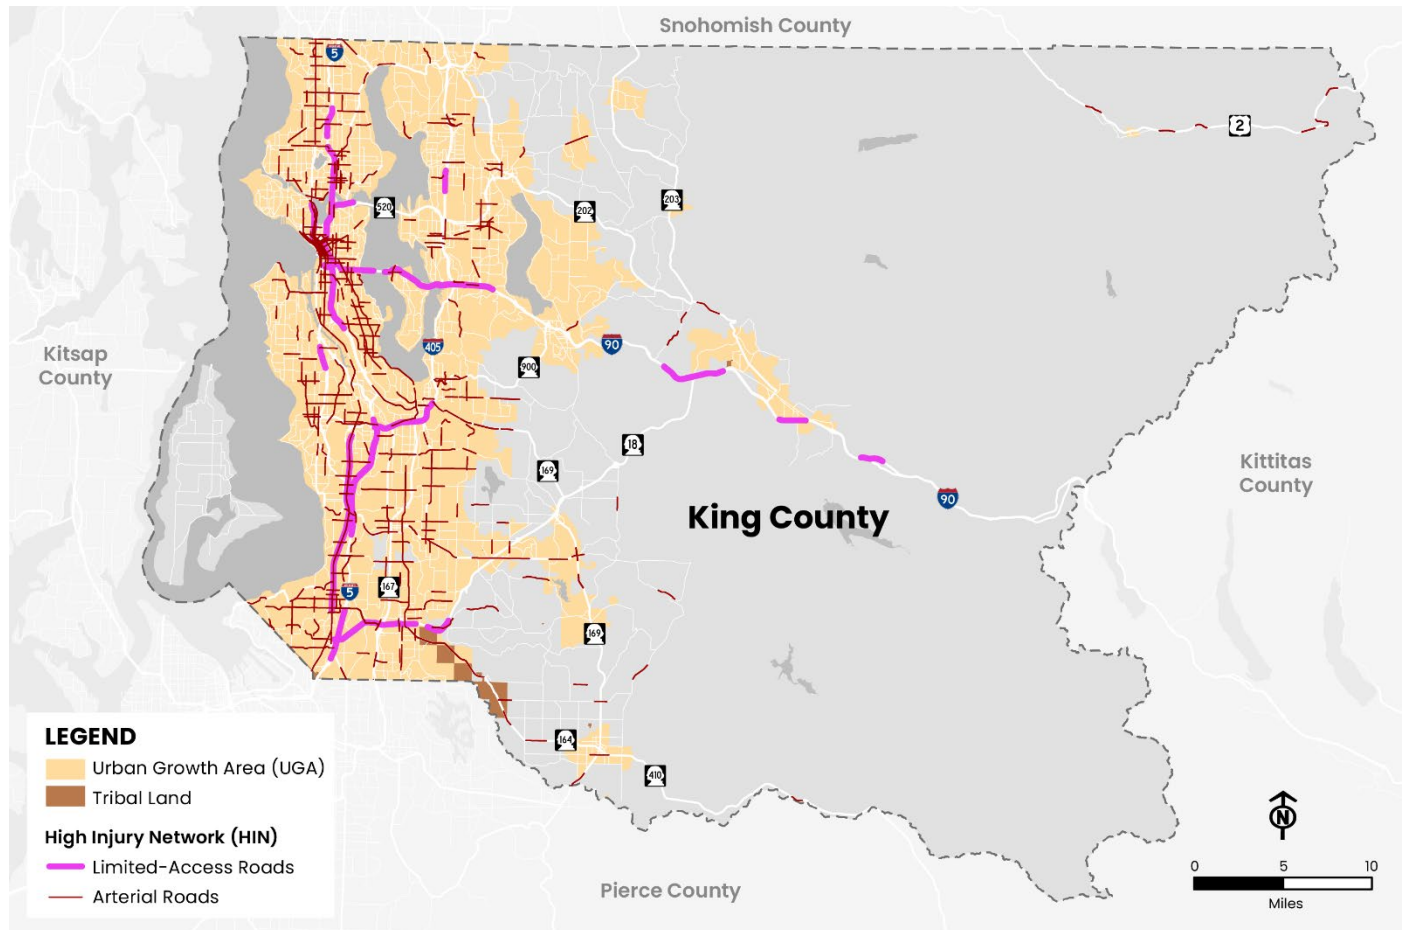 Snohomish County
5
2
520
202
203
Kitsap
County
405
90
900
18
169
Kittitas
County
90
King County
5
167
169
164
410
LEGEND
Urban Growth Area (UGA)
Tribal Land
High Injury Network (HIN)
Limited-Access Roads
Arterial Roads
Pierce County
N
0 5 10
Miles